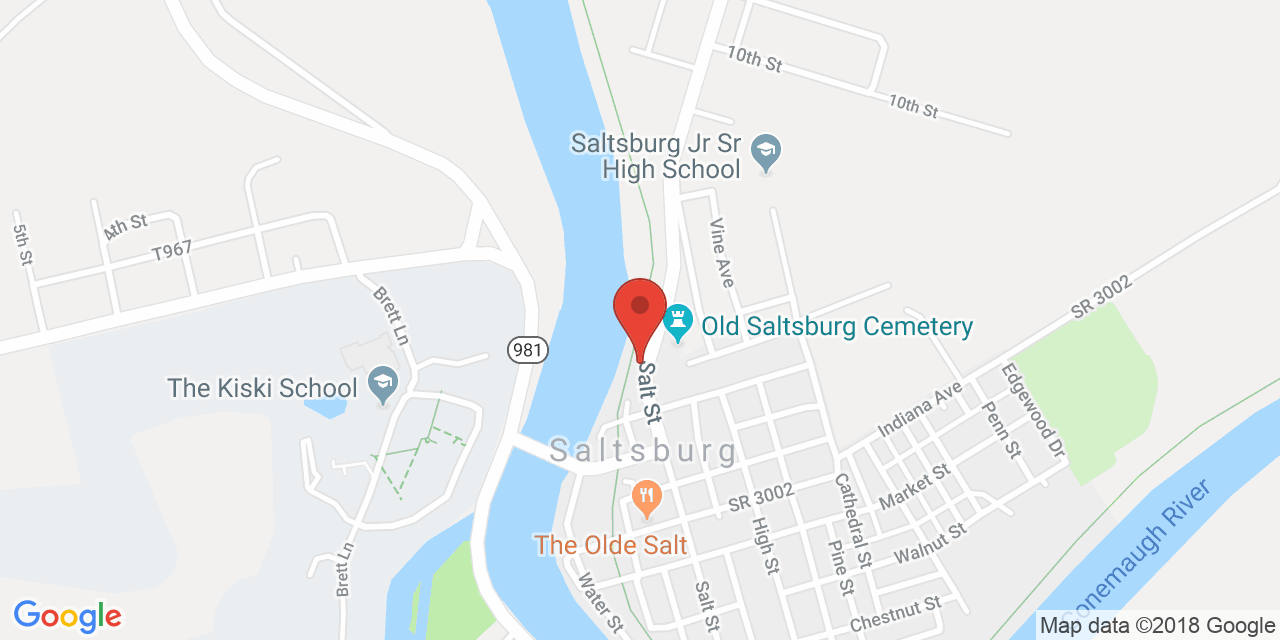 10th St
10th St
Saltsburg Jr Sr
High School
5th St
4th St
T967
Vine Ave
SR 3002
Brett Ln
981
Old Saltsburg Cemetery
The Kiski School
Salt St
Edgewood Dr
Indiana Ave
Penn St
Saltsburg
Market St
SR 3002
Cathedral St
High St
Walnut St
The Olde Salt
Pine St
Brett Ln
Water St
Salt St
Chestnut St
Conemaugh River
Google
Map data ©2018 Google